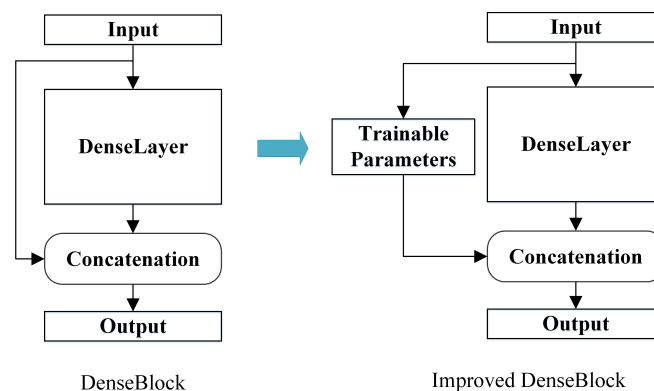 Input
DenseLayer
Concatenation
Output
DenseBlock
Input
Trainable
Parameters
DenseLayer
Concatenation
Output
Improved DenseBlock